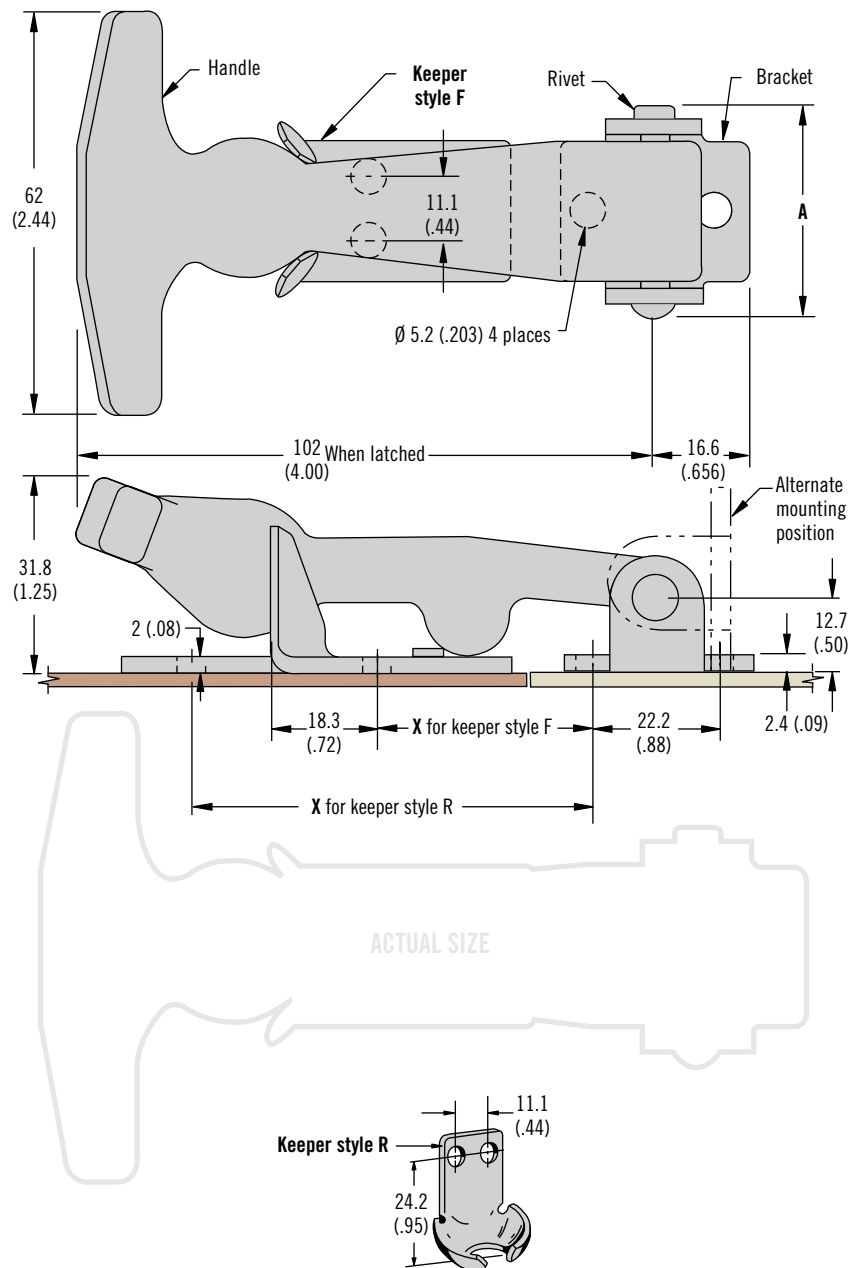 Handle
Keeper
style F
Rivet
Bracket
62
(2.44)
11.1
(.44)
A
Ø 5.2 (.203) 4 places
102 When latched
(4.00)
16.6
(.656)
Alternate
mounting
position
31.8
(1.25)
2 (.08)
12.7
(.50)
18.3
(.72)
X for keeper style F
22.2
(.88)
2.4 (.09)
X for keeper style R
ACTUAL SIZE
11.1
(.44)
Keeper style R
24.2
(.95)